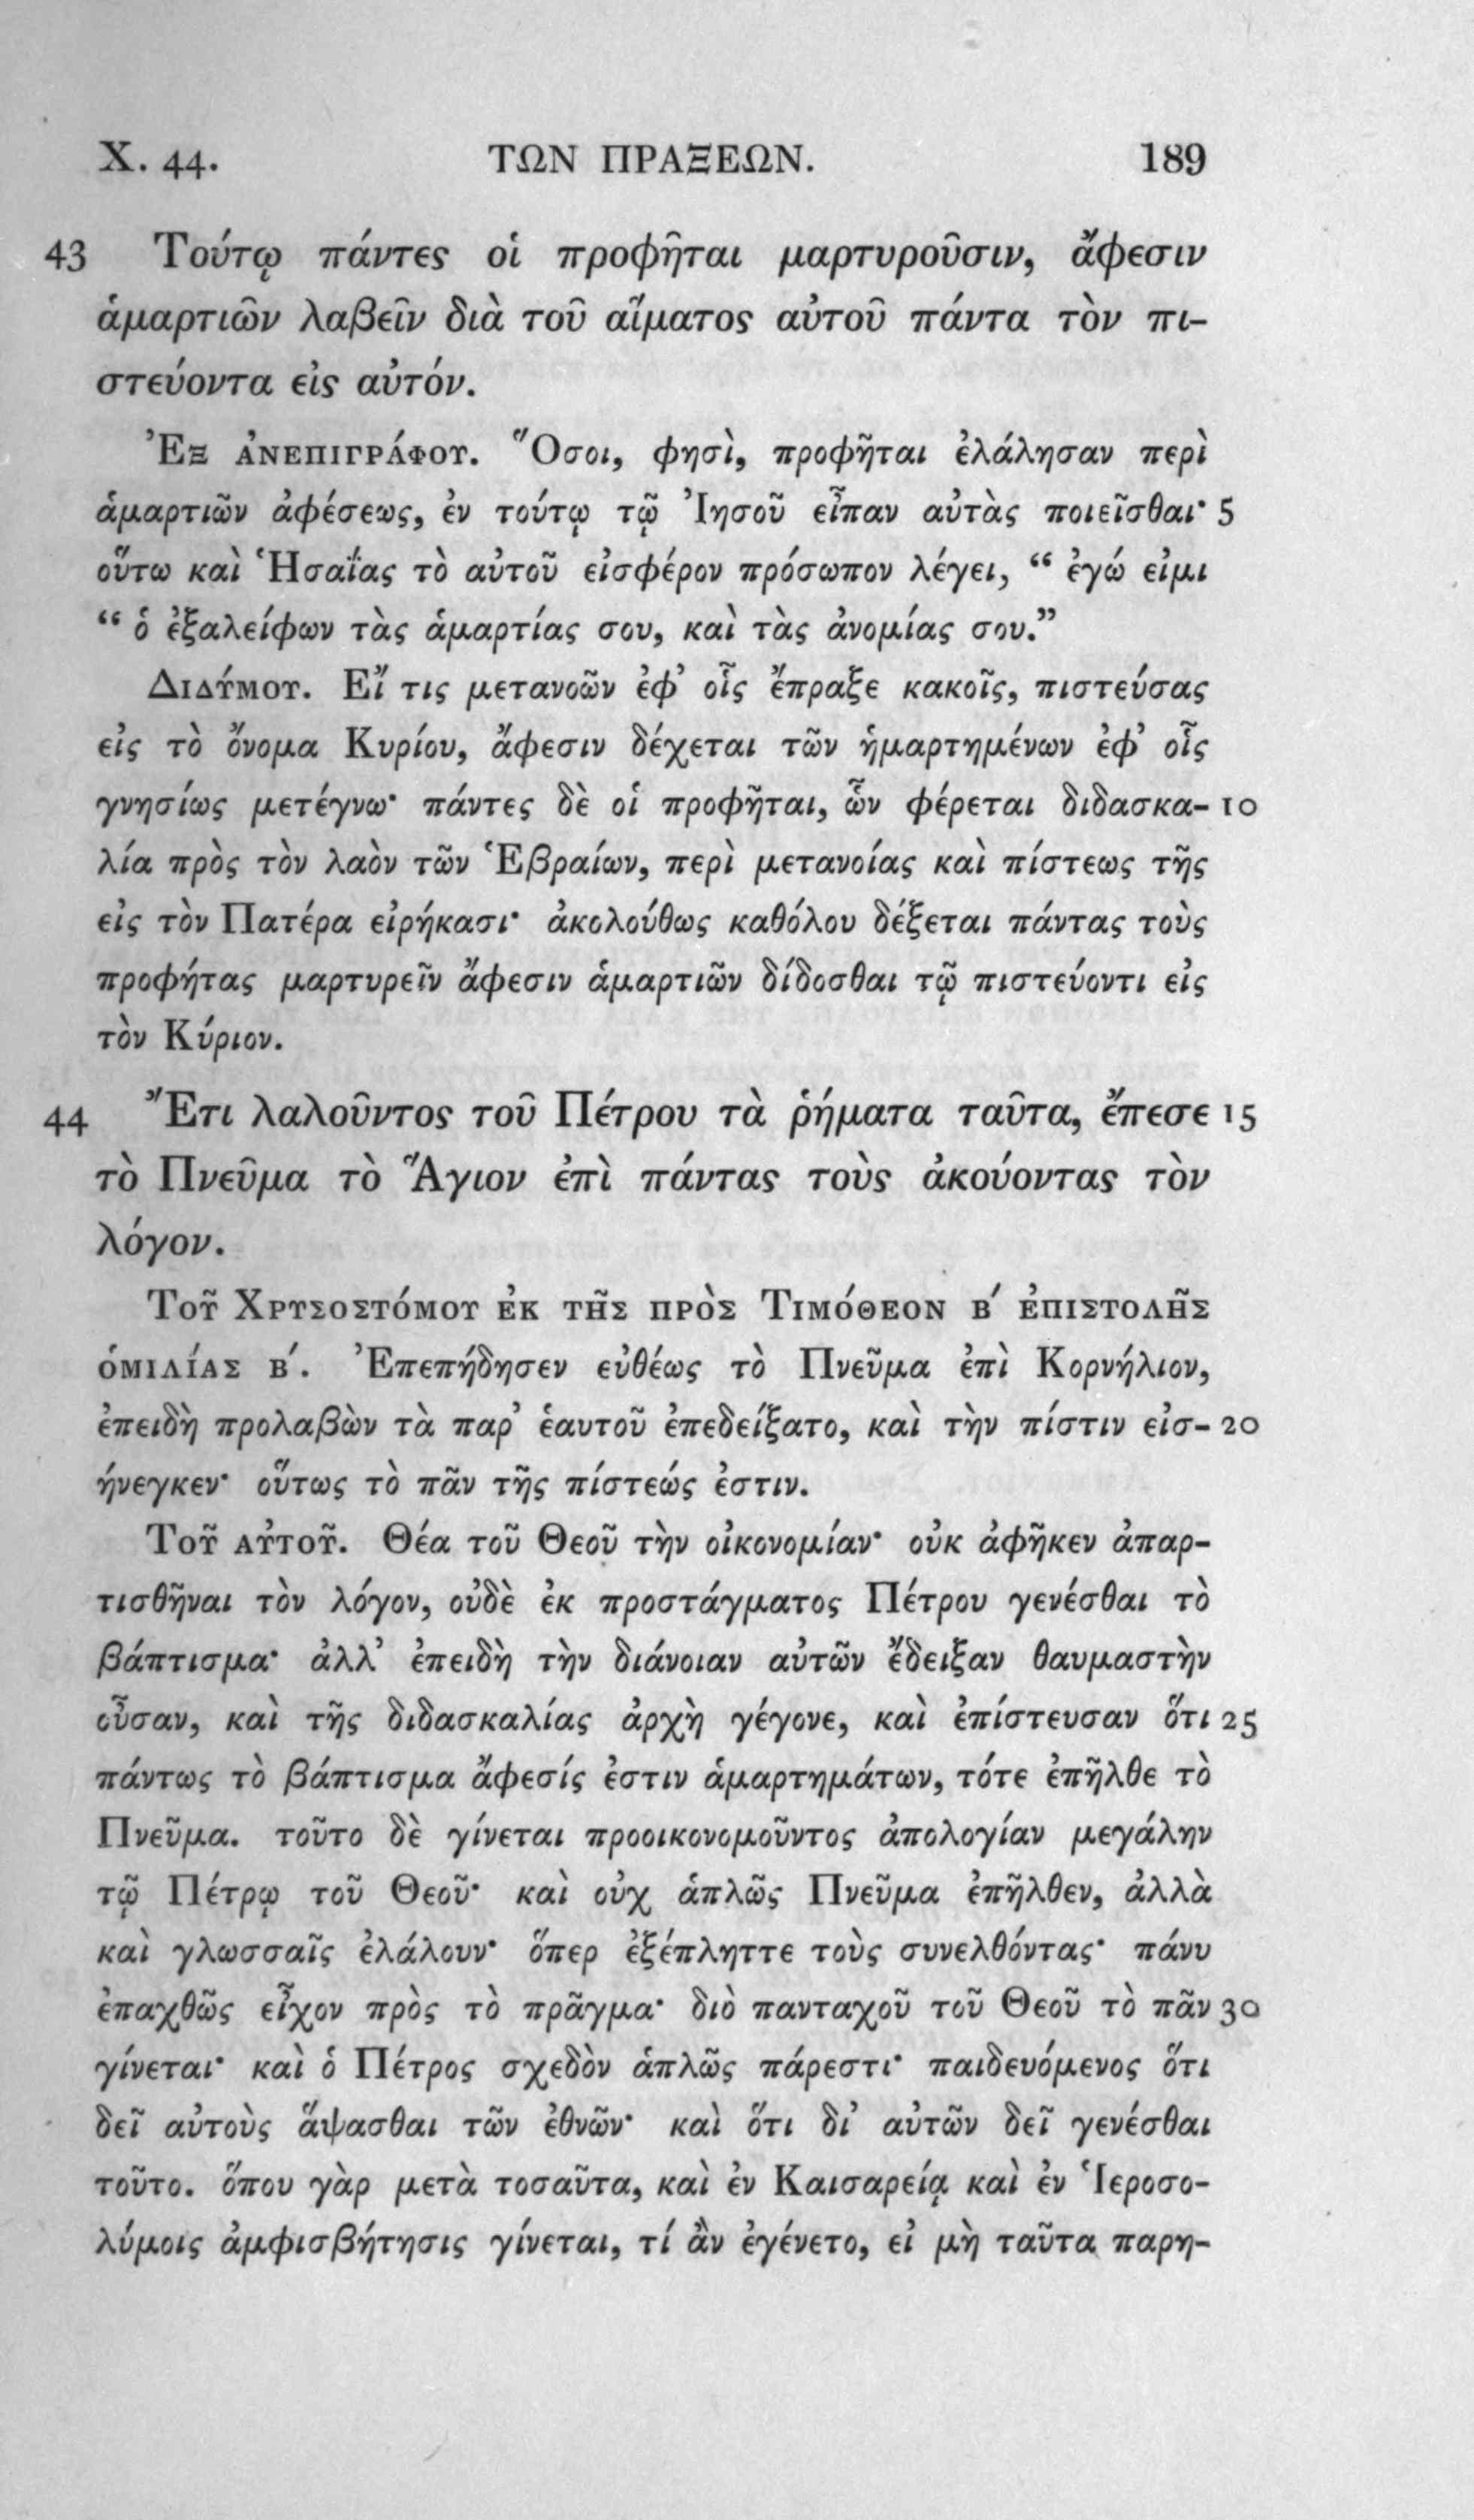 X. 44. ΤΩΝ ΠΡΑΞΕΩΝ. 189
43 Τούτῳ πάντες οἱ προφῆται μαρτυροῦσιν, ἄφεσιν
ἁμαρτιῶν λαβεῖν διὰ τοῦ αἵματος αὐτοῦ πάντα τὸν πι-
στεύοντα εἰς αὐτόν.
Ἐξ ἀνεπιγράφου. Ὅσοι, φησὶ, προφῆται ἐλάλησαν περὶ
ἁμαρτιῶν ἀφέσεως, ἐν τούτῳ τῷ Ἰησοῦ εἶπαν αὐτὰς ποιεῖσθαι· 5
οὕτω καὶ Ἡσαΐας τὸ αὐτοῦ εἰσφέρον πρόσωπον λέγει, “ ἐγώ εἰμι
“ ὁ ἐξαλείφων τὰς ἁμαρτίας σου, καὶ τὰς ἀνομίας σου.”
Διδύμου. Εἴ τις μετανοῶν ἐφ’ οἷς ἔπραξε κακοῖς, πιστεύσας
εἰς τὸ ὄνομα Κυρίου, ἄφεσιν δέχεται τῶν ἡμαρτημένων ἐφ’ οἷς
γνησίως μετέγνω· πάντες δὲ οἱ προφῆται, ὧν φέρεται διδασκα- 10
λία πρὸς τὸν λαὸν τῶν Ἑβραίων, περὶ μετανοίας καὶ πίστεως τῆς
εἰς τὸν Πατέρα εἰρήκασι· ἀκολούθως καθόλου δέξεται πάντας τοὺς
προφήτας μαρτυρεῖν ἄφεσιν ἁμαρτιῶν δίδοσθαι τῷ πιστεύοντι εἰς
τὸν Κύριον.
44 Ἔτι λαλοῦντος τοῦ Πέτρου τὰ ῥήματα ταῦτα, ἔπεσε 15
τὸ Πνεῦμα τὸ Ἅγιον ἐπὶ πάντας τοὺς ἀκούοντας τὸν
λόγον.
Τοῦ Χρυσοστόμου ἐκ τῆς πρὸς Τιμόθεον β´ ἐπιστολῆς
ὁμιλίας β´. Ἐπεπήδησεν εὐθέως τὸ Πνεῦμα ἐπὶ Κορνήλιον,
ἐπειδὴ προλαβὼν τὰ παρ’ ἑαυτοῦ ἐπεδείξατο, καὶ τὴν πίστιν εἰσ- 20
ήνεγκεν· οὕτως τὸ πᾶν τῆς πίστεώς ἐστιν.
Τοῦ αὐτοῦ. Θέα τοῦ Θεοῦ τὴν οἰκονομίαν· οὐκ ἀφῆκεν ἀπαρ-
τισθῆναι τὸν λόγον, οὐδὲ ἐκ προστάγματος Πέτρου γενέσθαι τὸ
βάπτισμα· ἀλλ’ ἐπειδὴ τὴν διάνοιαν αὐτῶν ἔδειξαν θαυμαστὴν
οὖσαν, καὶ τῆς διδασκαλίας ἀρχὴ γέγονε, καὶ ἐπίστευσαν ὅτι 25
πάντως τὸ βάπτισμα ἄφεσίς ἐστιν ἁμαρτημάτων, τότε ἐπῆλθε τὸ
Πνεῦμα. τοῦτο δὲ γίνεται προοικονομοῦντος ἀπολογίαν μεγάλην
τῷ Πέτρῳ τοῦ Θεοῦ· καὶ οὐχ ἁπλῶς Πνεῦμα ἐπῆλθεν, ἀλλὰ
καὶ γλωσσαῖς ἐλάλουν· ὅπερ ἐξέπληττε τοὺς συνελθόντας· πάνυ
ἐπαχθῶς εἶχον πρὸς τὸ πρᾶγμα· διὸ πανταχοῦ τοῦ Θεοῦ τὸ πᾶν 30
γίνεται· καὶ ὁ Πέτρος σχεδὸν ἁπλῶς πάρεστι· παιδευόμενος ὅτι
δεῖ αὐτοὺς ἅψασθαι τῶν ἐθνῶν· καὶ ὅτι δι’ αὐτῶν δεῖ γενέσθαι
τοῦτο. ὅπου γὰρ μετὰ τοσαῦτα, καὶ ἐν Καισαρείᾳ καὶ ἐν Ἱεροσο-
λύμοις ἀμφισβήτησις γίνεται, τί ἂν ἐγένετο, εἰ μὴ ταῦτα παρη-